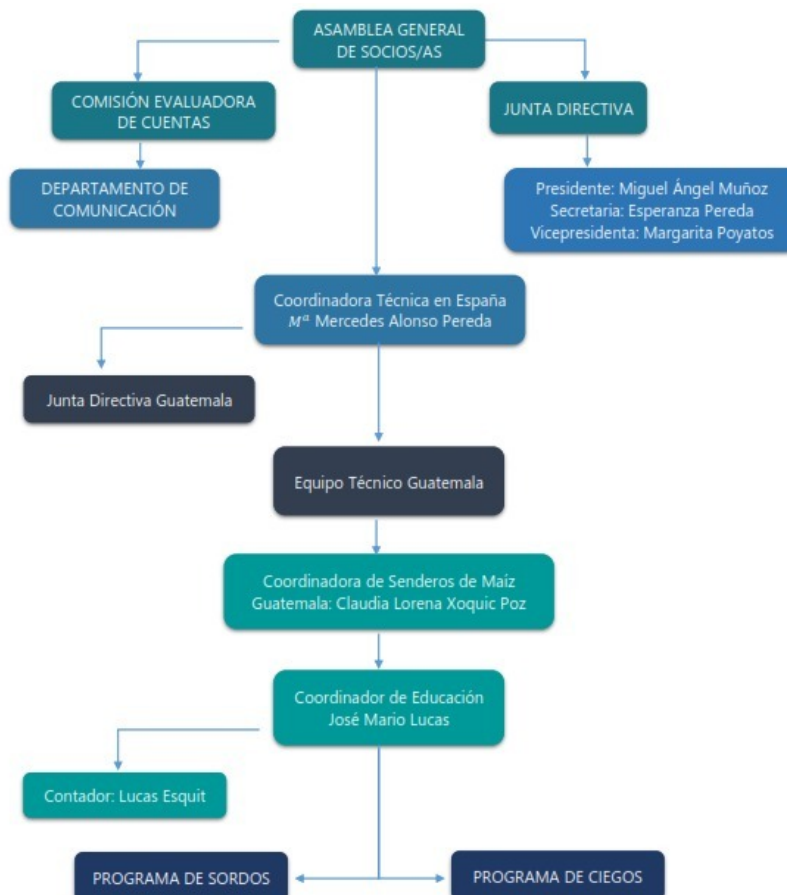 ASAMBLEA GENERAL
DE SOCIOS/AS
COMISIÓN EVALUADORA
DE CUENTAS
JUNTA DIRECTIVA
DEPARTAMENTO DE
COMUNICACIÓN
Presidente: Miguel Ángel Muñoz
Secretaria: Esperanza Pereda
Vicepresidenta: Margarita Poyatos
Coordinadora Técnica en España
Mª Mercedes Alonso Pereda
Junta Directiva Guatemala
Equipo Técnico Guatemala
Coordinadora de Senderos de Maíz
Guatemala: Claudia Lorena Xoquic Poz
Coordinador de Educación
José Mario Lucas
Contador: Lucas Esquit
PROGRAMA DE SORDOS
PROGRAMA DE CIEGOS